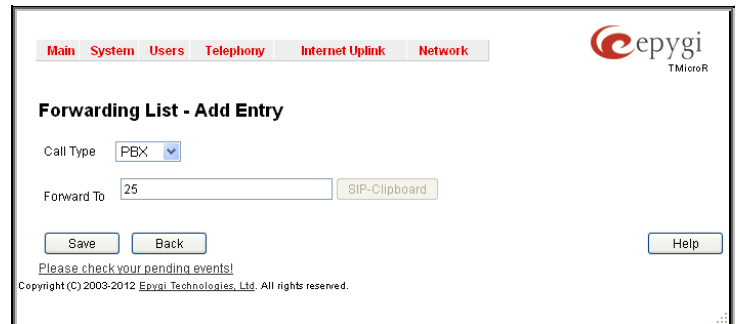 Main System Users Telephony Internet Uplink Network
epygi
TMicroR
Forwarding List - Add Entry
Call Type PBX
Forward To 25 SIP-Clipboard
Save Back Help
Please check your pending events!
Copyright (C) 2003-2012 Epygi Technologies, Ltd. All rights reserved.